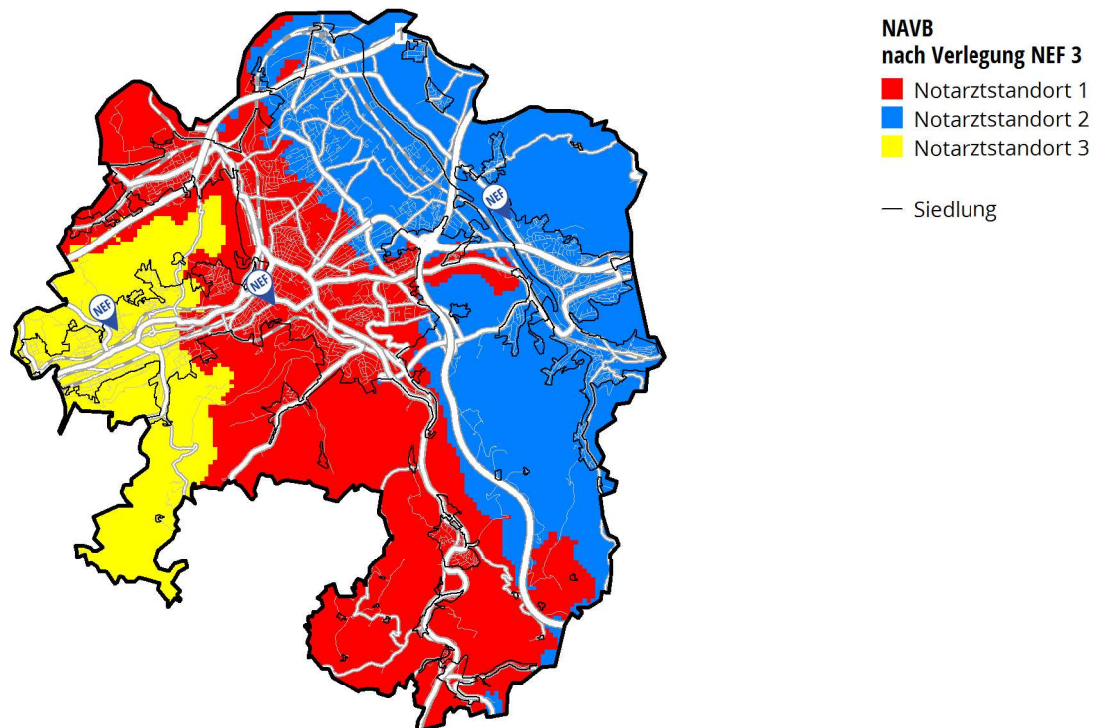 NAVB
nach Verlegung NEF 3
Notarztstandort 1
Notarztstandort 2
Notarztstandort 3
Siedlung
NEF
NEF
NEF